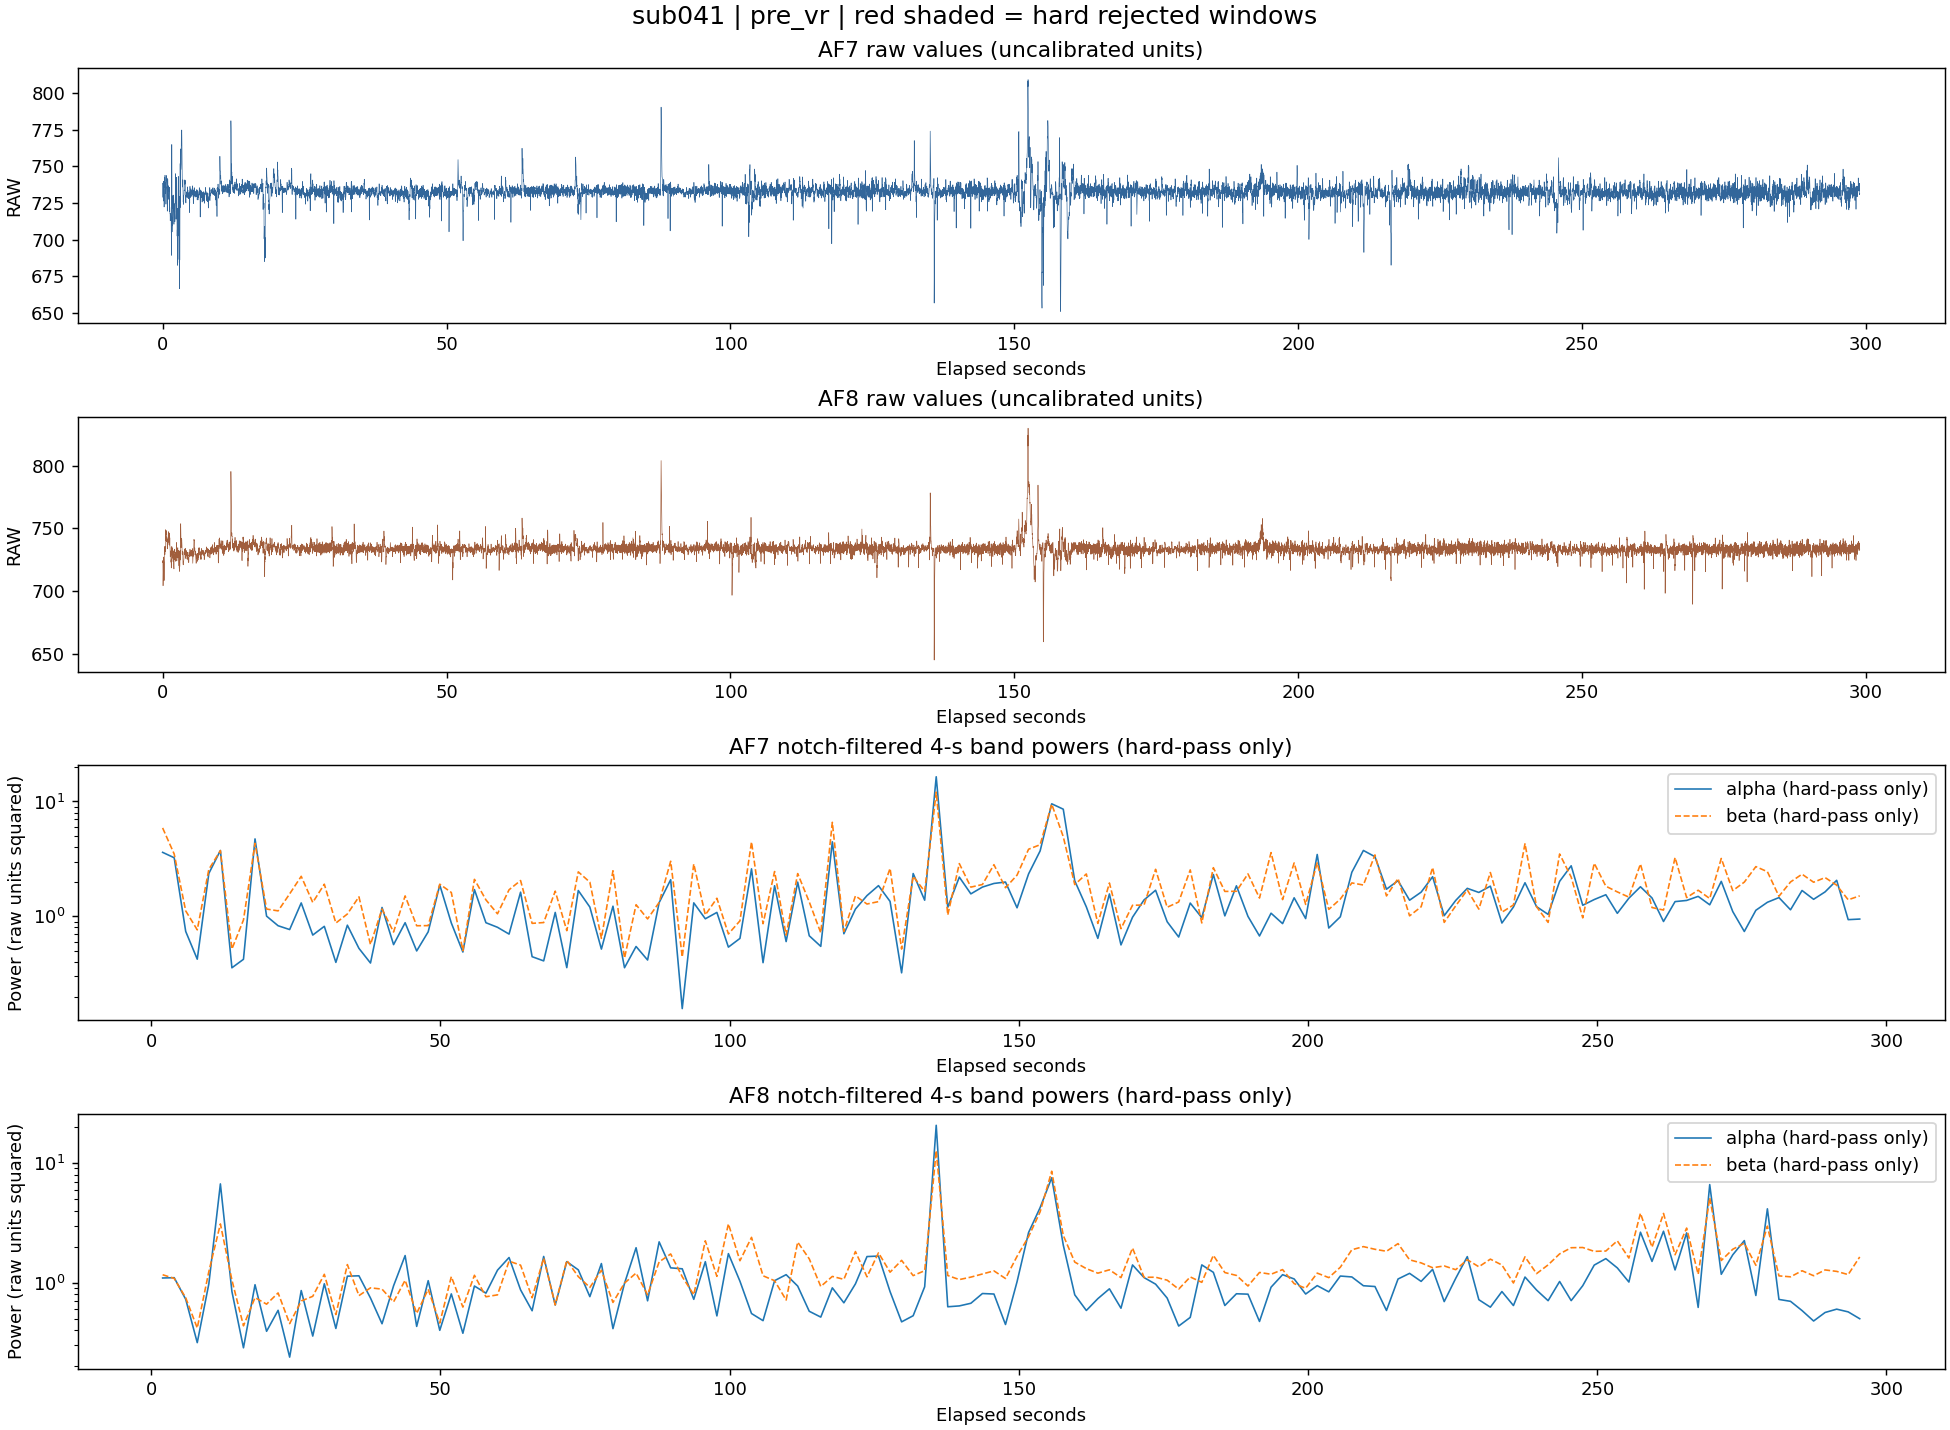 sub041 | pre_vr | red shaded = hard rejected windows
AF7 raw values (uncalibrated units)
RAW
800
775
750
725
700
675
650
0
50
100
150
200
250
300
Elapsed seconds
AF8 raw values (uncalibrated units)
RAW
800
750
700
650
0
50
100
150
200
250
300
Elapsed seconds
AF7 notch-filtered 4-s band powers (hard-pass only)
Power (raw units squared)
10¹
10⁰
alpha (hard-pass only)
beta (hard-pass only)
0
50
100
150
200
250
300
Elapsed seconds
AF8 notch-filtered 4-s band powers (hard-pass only)
Power (raw units squared)
10¹
10⁰
alpha (hard-pass only)
beta (hard-pass only)
0
50
100
150
200
250
300
Elapsed seconds